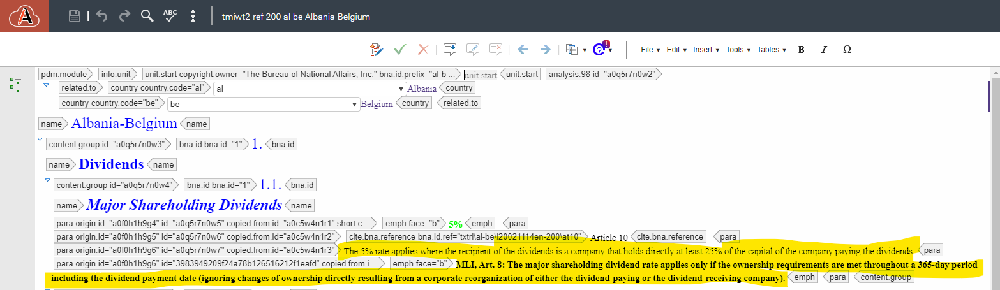 A
ABC
tmiwt2-ref 200 al-be Albania-Belgium
File Edit Insert Tools Tables B I Ω
pdm.module info.unit unit.start copyright.owner="The Bureau of National Affairs, Inc." bna.id.prefix="al-b ... unit.start unit.start analysis.98 id="a0q5r7n0w2"
related.to country country.code="al" al Albania country
country country.code="be" be Belgium country related.to
name Albania-Belgium name
content.group id="a0q5r7n0w3" bna.id bna.id="1" 1. bna.id
name Dividends name
content.group id="a0q5r7n0w4" bna.id bna.id="1" 1.1. bna.id
name Major Shareholding Dividends name
para origin.id="a0f0h1h9g4" id="a0q5r7n0w5" copied.from.id="a0c5w4n1r1" short.c ... emph face="b" 5% emph para
para origin.id="a0f0h1h9g5" id="a0q5r7n0w6" copied.from.id="a0c5w4n1r2" cite.bna.reference bna.id.ref="txtri\al-be\i20021114en-200\at10" Article 10 cite.bna.reference para
para origin.id="a0f0h1h9g6" id="a0q5r7n0w7" copied.from.id="a0c5w4n1r3" The 5% rate applies where the recipient of the dividends is a company that holds directly at least 25% of the capital of the company paying the dividends. para
para origin.id="a0f0h1h9g6" id="3983949209f24a78b126516212f1eafd" copied.from.i ... emph face="b" MLI, Art. 8: The major shareholding dividend rate applies only if the ownership requirements are met throughout a 365-day period
including the dividend payment date (ignoring changes of ownership directly resulting from a corporate reorganization of either the dividend-paying or the dividend-receiving company). emph para content.group